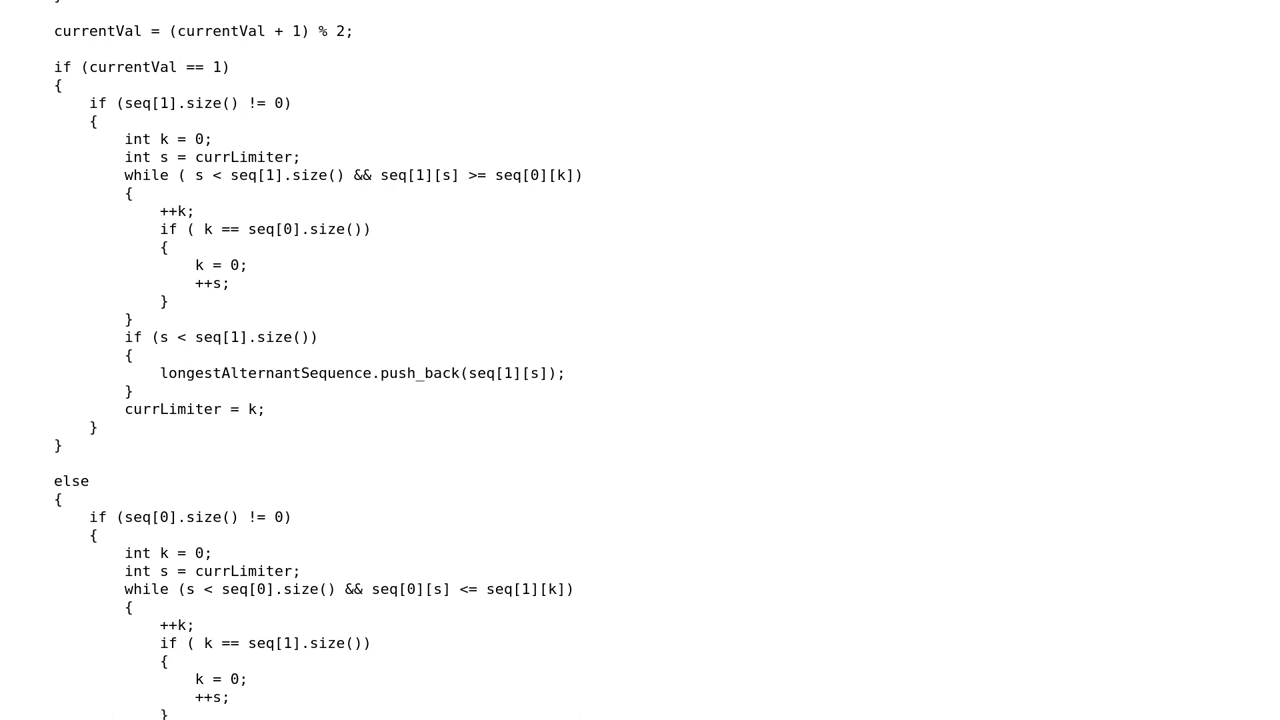 }
currentVal = (currentVal + 1) % 2;
if (currentVal == 1)
{
if (seq[1].size() != 0)
{
int k = 0;
int s = currLimiter;
while ( s < seq[1].size() && seq[1][s] >= seq[0][k])
{
++k;
if ( k == seq[0].size())
{
k = 0;
++s;
}
}
if (s < seq[1].size())
{
longestAlternantSequence.push_back(seq[1][s]);
}
currLimiter = k;
}
}
else
{
if (seq[0].size() != 0)
{
int k = 0;
int s = currLimiter;
while (s < seq[0].size() && seq[0][s] <= seq[1][k])
{
++k;
if ( k == seq[1].size())
{
k = 0;
++s;
}